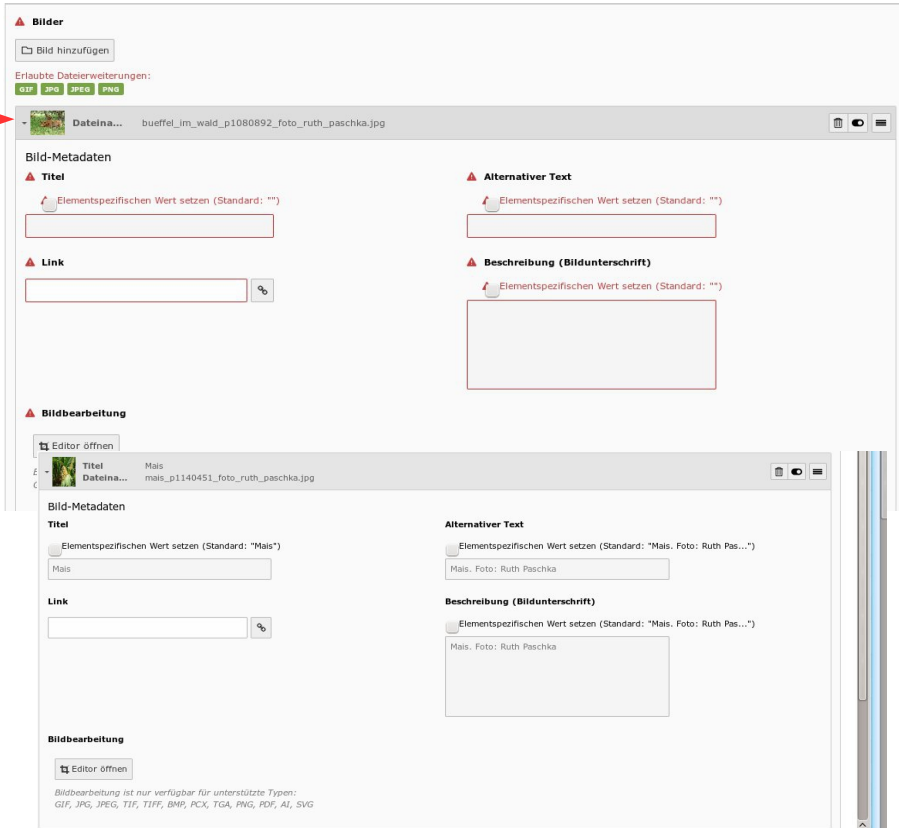 Bilder
Bild hinzufügen
Erlaubte Dateierweiterungen:
GIF JPG JPEG PNG
Dateina... bueffel_im_wald_p1080892_foto_ruth_paschka.jpg
Bild-Metadaten
Titel
Elementspezifischen Wert setzen (Standard: "")
Alternativer Text
Elementspezifischen Wert setzen (Standard: "")
Link
Beschreibung (Bildunterschrift)
Elementspezifischen Wert setzen (Standard: "")
Bildbearbeitung
Editor öffnen
Titel Mais
Dateina... mais_p1140451_foto_ruth_paschka.jpg
Bild-Metadaten
Titel
Elementspezifischen Wert setzen (Standard: "Mais")
Mais
Alternativer Text
Elementspezifischen Wert setzen (Standard: "Mais. Foto: Ruth Pas...")
Mais. Foto: Ruth Paschka
Link
Beschreibung (Bildunterschrift)
Elementspezifischen Wert setzen (Standard: "Mais. Foto: Ruth Pas...")
Mais. Foto: Ruth Paschka
Bildbearbeitung
Editor öffnen
Bildbearbeitung ist nur verfügbar für unterstützte Typen:
GIF, JPG, JPEG, TIF, TIFF, BMP, PCX, TGA, PNG, PDF, AI, SVG